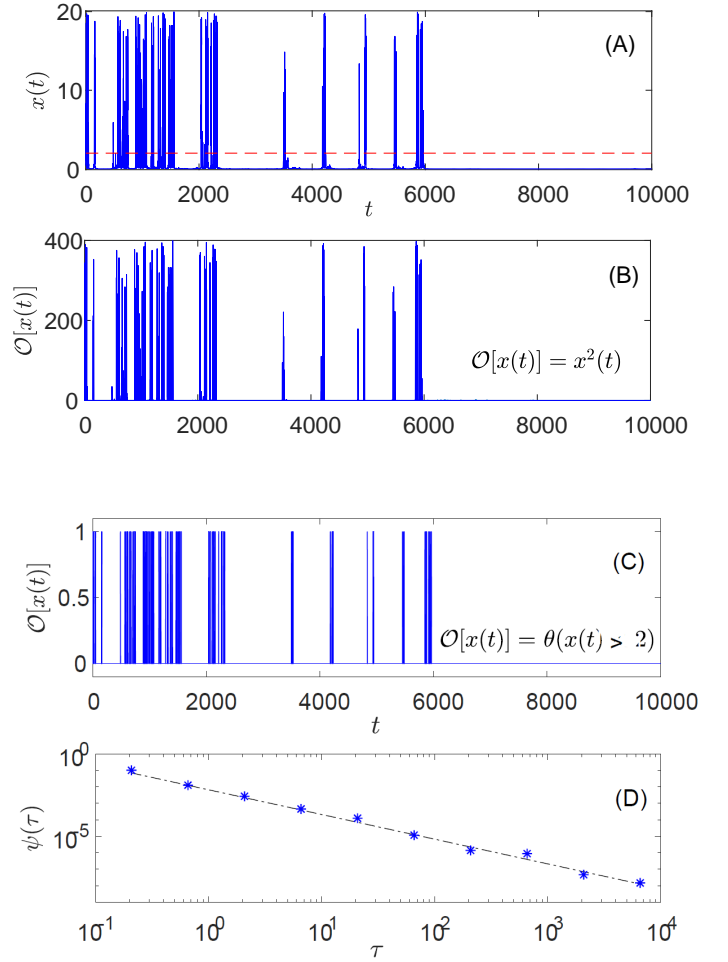 20
(A)
x(t)
10
0
0 2000 4000 6000 8000 10000
t
400
(B)
𝒪[x(t)]
200
𝒪[x(t)] = x²(t)
0
0 2000 4000 6000 8000 10000
1
(C)
𝒪[x(t)]
0.5
𝒪[x(t)] = θ(x(t) > 2)
0
0 2000 4000 6000 8000 10000
t
10⁰
(D)
ψ(τ)
10⁻⁵
10⁻¹ 10⁰ 10¹ 10² 10³ 10⁴
τ